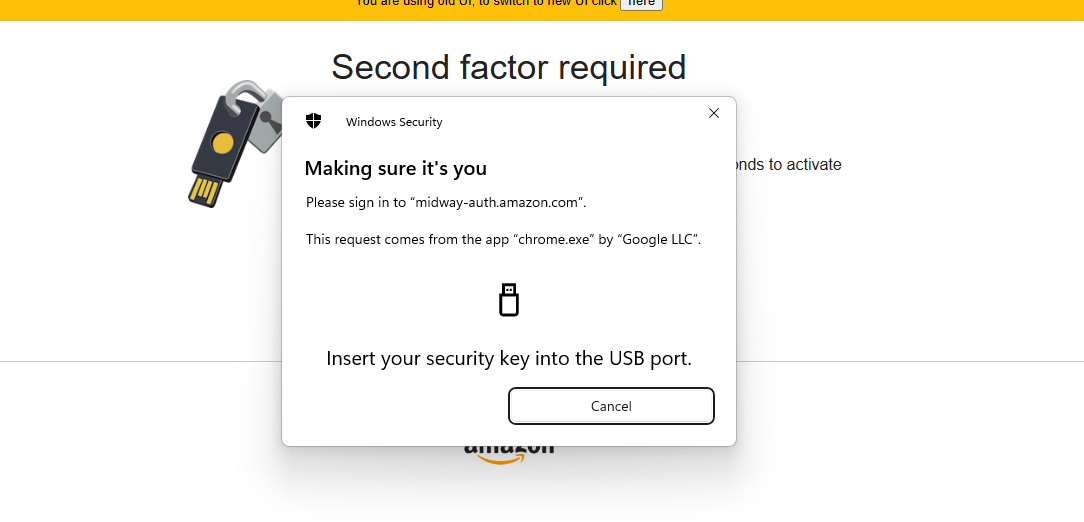 You are using old UI, to switch to new UI click here
Second factor required
Windows Security
Making sure it's you
onds to activate
Please sign in to “midway-auth.amazon.com”.
This request comes from the app “chrome.exe” by “Google LLC”.
Insert your security key into the USB port.
Cancel
amazon